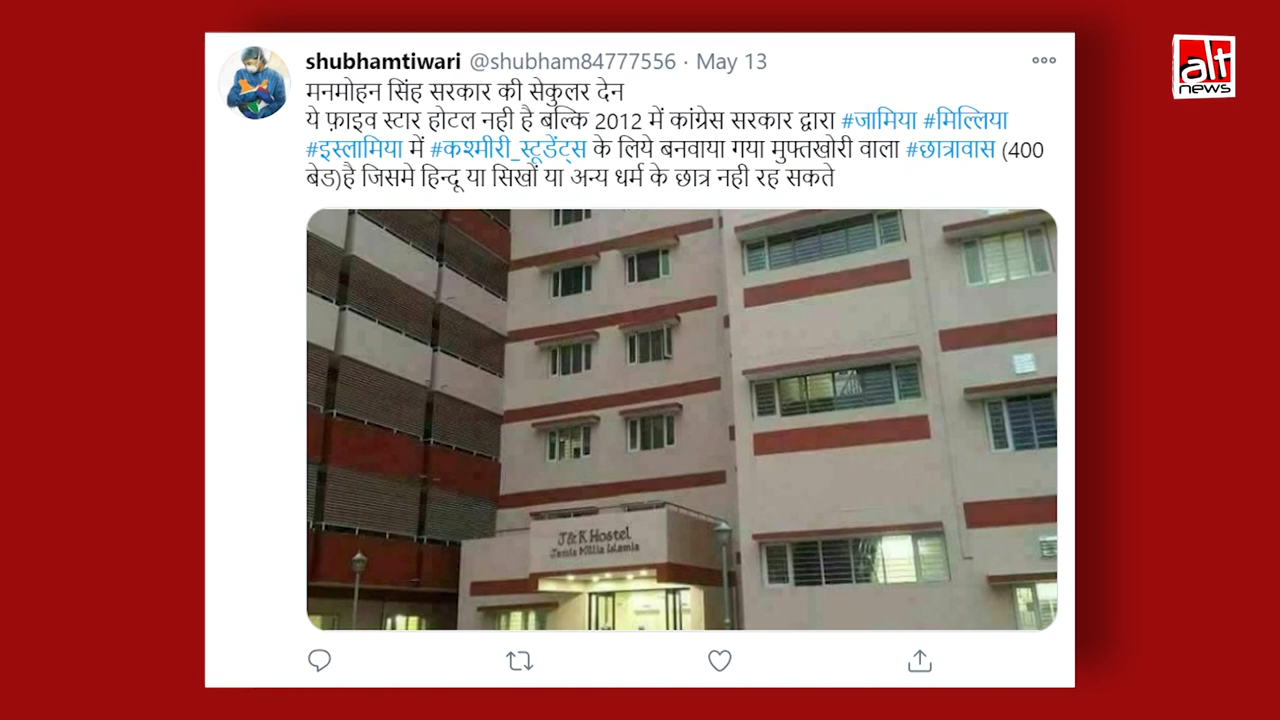 shubhamtiwari @shubham84777556 · May 13
मनमोहन सिंह सरकार की सेकुलर देन
ये फ़ाइव स्टार होटल नही है बल्कि 2012 में कांग्रेस सरकार द्वारा #जामिया #मिल्लिया
#इस्लामिया में #कश्मीरी_स्टूडेंट्स के लिये बनवाया गया मुफ्तखोरी वाला #छात्रावास (400
बेड)है जिसमे हिन्दू या सिखों या अन्य धर्म के छात्र नही रह सकते
J&K Hostel
Jamia Millia Islamia
alt
news